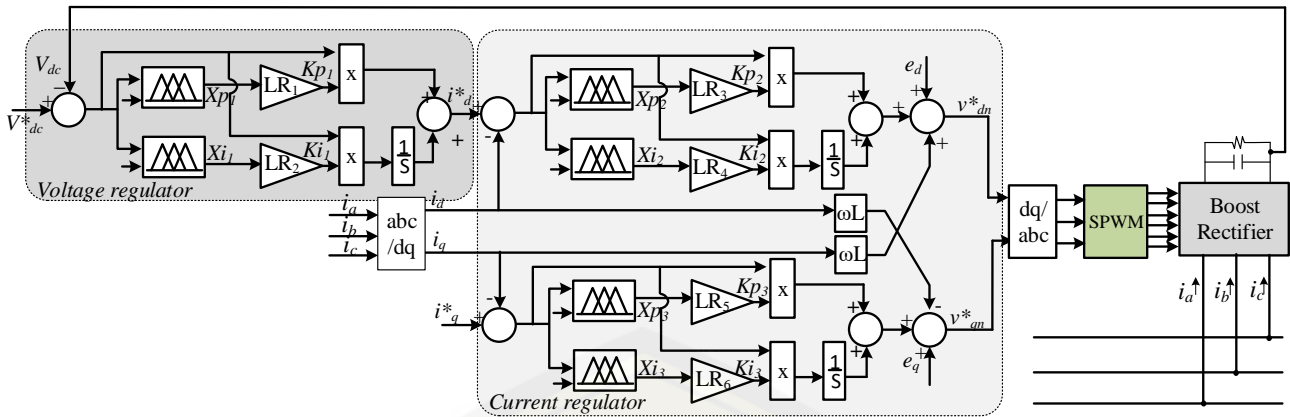 V_dc
V*_dc
-
+
Xp_1
LR_1
Kp_1
x
Xi_1
LR_2
Ki_1
x
1/S
+
+
i*_d
Voltage regulator
+
-
Xp_2
LR_3
Kp_2
x
Xi_2
LR_4
Ki_2
x
1/S
+
+
e_d
+
+
+
v*_dn
i_a
i_b
i_c
abc
/dq
i_d
i_q
ωL
ωL
i*_q
-
+
Xp_3
LR_5
Kp_3
x
Xi_3
LR_6
Ki_3
x
1/S
+
+
+
-
+
e_q
v*_qn
Current regulator
dq/
abc
SPWM
Boost
Rectifier
i_a
i_b
i_c